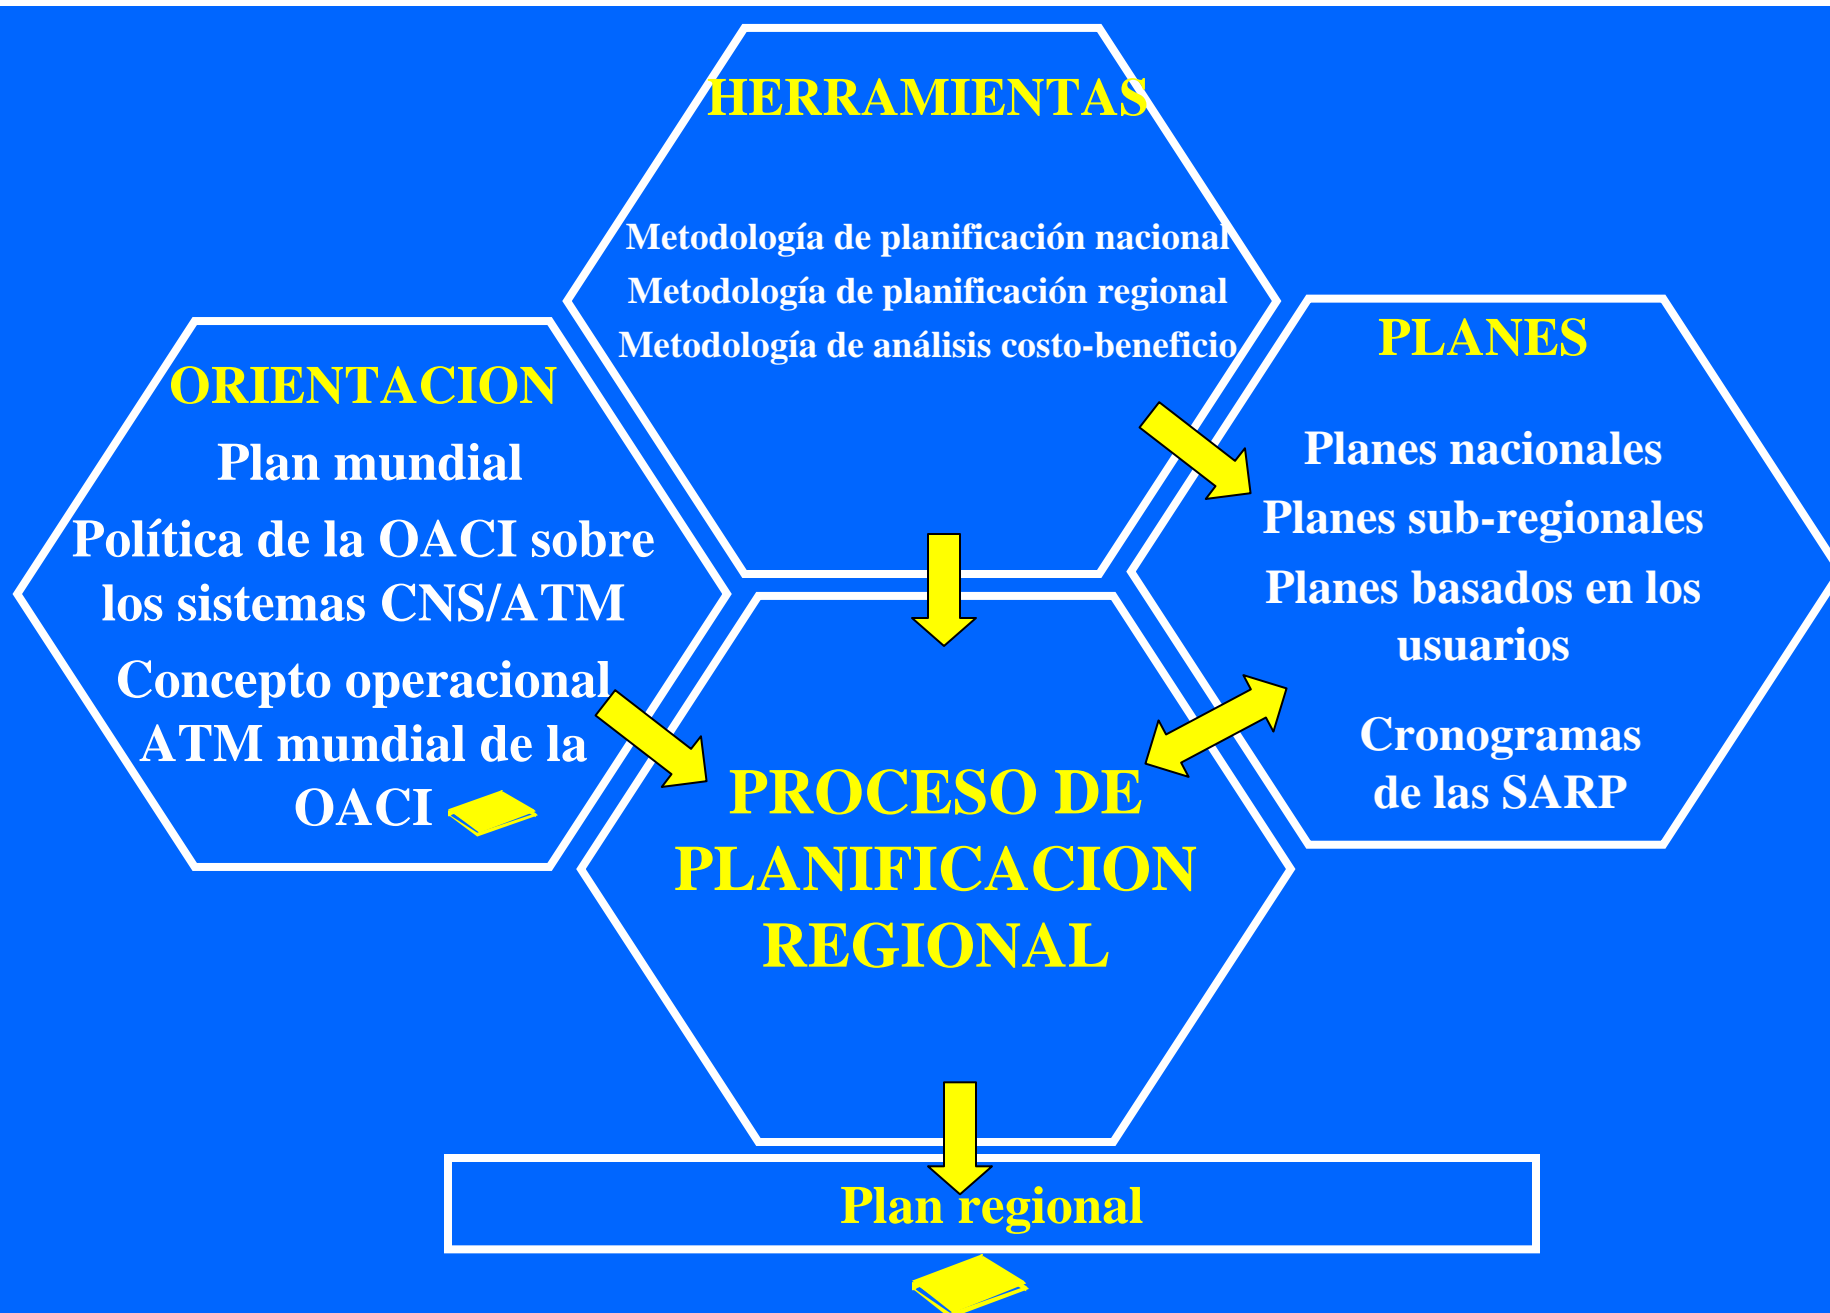 HERRAMIENTAS
Metodología de planificación nacional
Metodología de planificación regional
Metodología de análisis costo-beneficio
ORIENTACION
Plan mundial
Política de la OACI sobre
los sistemas CNS/ATM
Concepto operacional
ATM mundial de la
OACI
PLANES
Planes nacionales
Planes sub-regionales
Planes basados en los
usuarios
Cronogramas
de las SARP
PROCESO DE
PLANIFICACION
REGIONAL
Plan regional